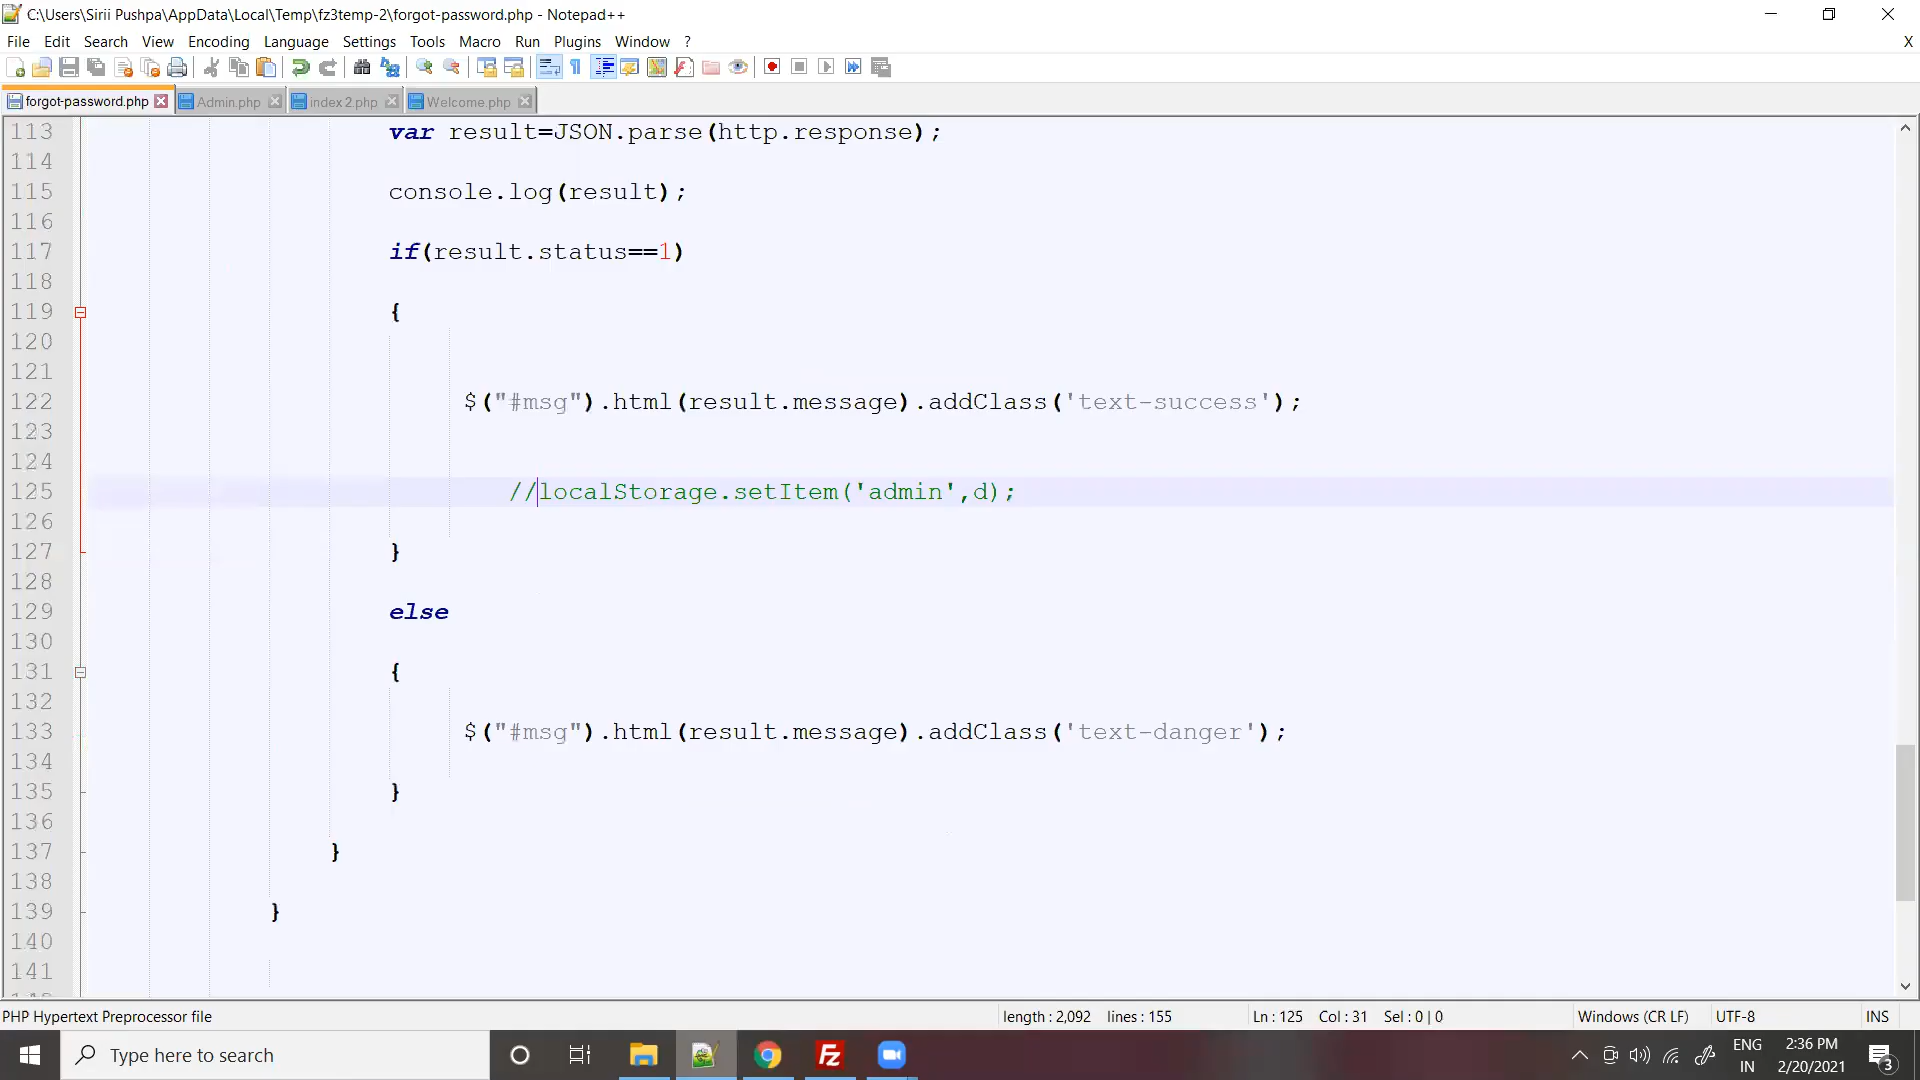 C:\Users\Sirii Pushpa\AppData\Local\Temp\fz3temp-2\forgot-password.php - Notepad++
File Edit Search View Encoding Language Settings Tools Macro Run Plugins Window ? X
forgot-password.php Admin.php index2.php Welcome.php
113 var result=JSON.parse(http.response);
114
115 console.log(result);
116
117 if(result.status==1)
118
119 {
120
121
122 $("#msg").html(result.message).addClass('text-success');
123
124
125 //localStorage.setItem('admin',d);
126
127 }
128
129 else
130
131 {
132
133 $("#msg").html(result.message).addClass('text-danger');
134
135 }
136
137 }
138
139 }
140
141
PHP Hypertext Preprocessor file length : 2,092 lines : 155 Ln : 125 Col : 31 Sel : 0 | 0 Windows (CR LF) UTF-8 INS
Type here to search
ENG
IN
2:36 PM
2/20/2021
3